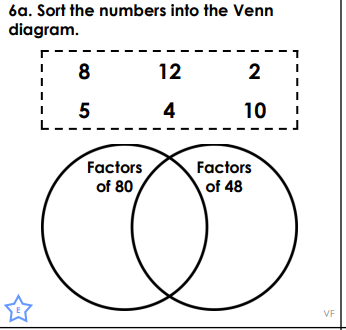 6a. Sort the numbers into the Venn
diagram.
8 12 2
5 4 10
Factors
of 80
Factors
of 48
E
VF